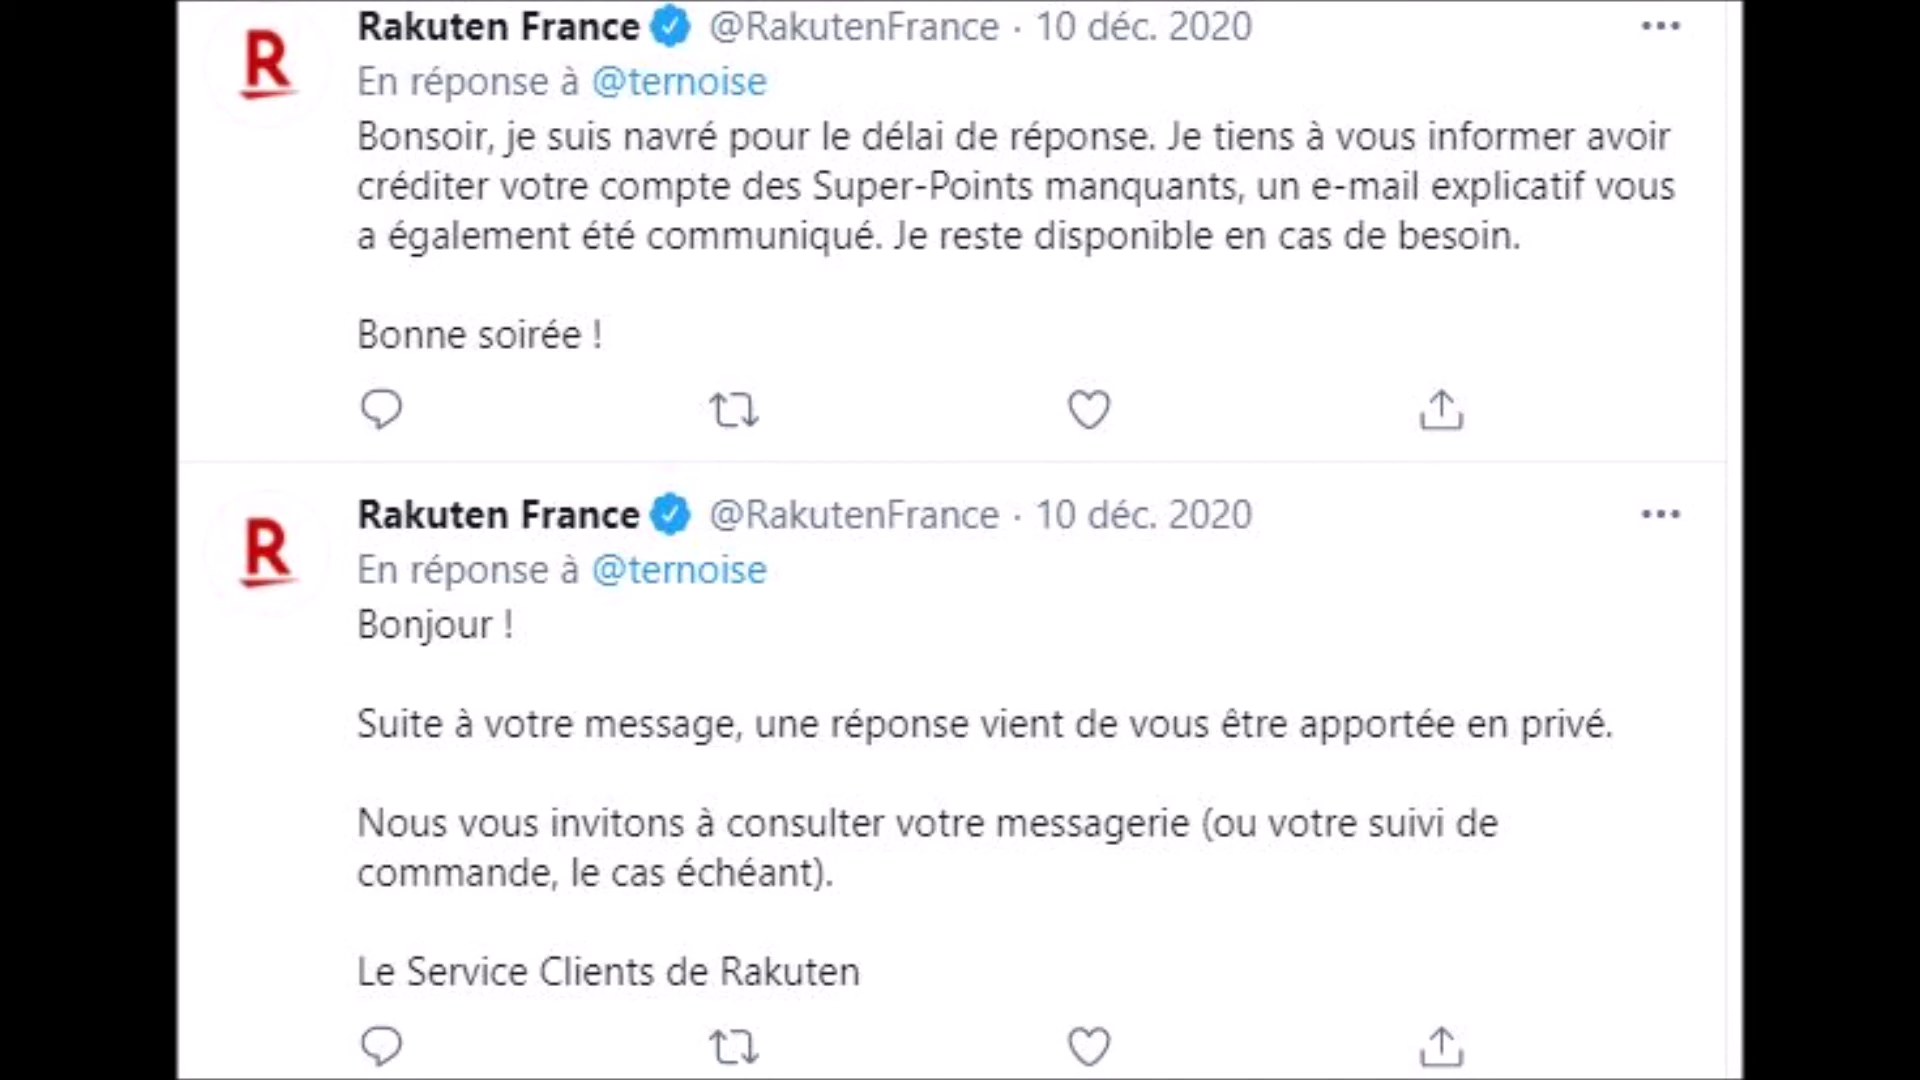 Rakuten France @RakutenFrance · 10 déc. 2020
R
En réponse à @ternoise
Bonsoir, je suis navré pour le délai de réponse. Je tiens à vous informer avoir
créditer votre compte des Super-Points manquants, un e-mail explicatif vous
a également été communiqué. Je reste disponible en cas de besoin.
Bonne soirée !
Rakuten France @RakutenFrance · 10 déc. 2020
R
En réponse à @ternoise
Bonjour !
Suite à votre message, une réponse vient de vous être apportée en privé.
Nous vous invitons à consulter votre messagerie (ou votre suivi de
commande, le cas échéant).
Le Service Clients de Rakuten